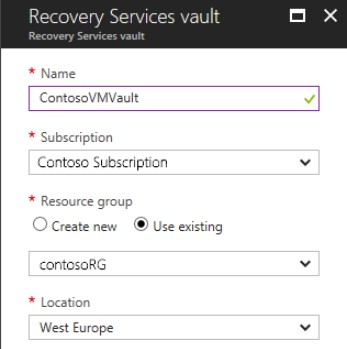 Recovery Services vault
Recovery Services vault
* Name
ContosoVMVault
* Subscription
Contoso Subscription
* Resource group
Create new Use existing
contosoRG
* Location
West Europe